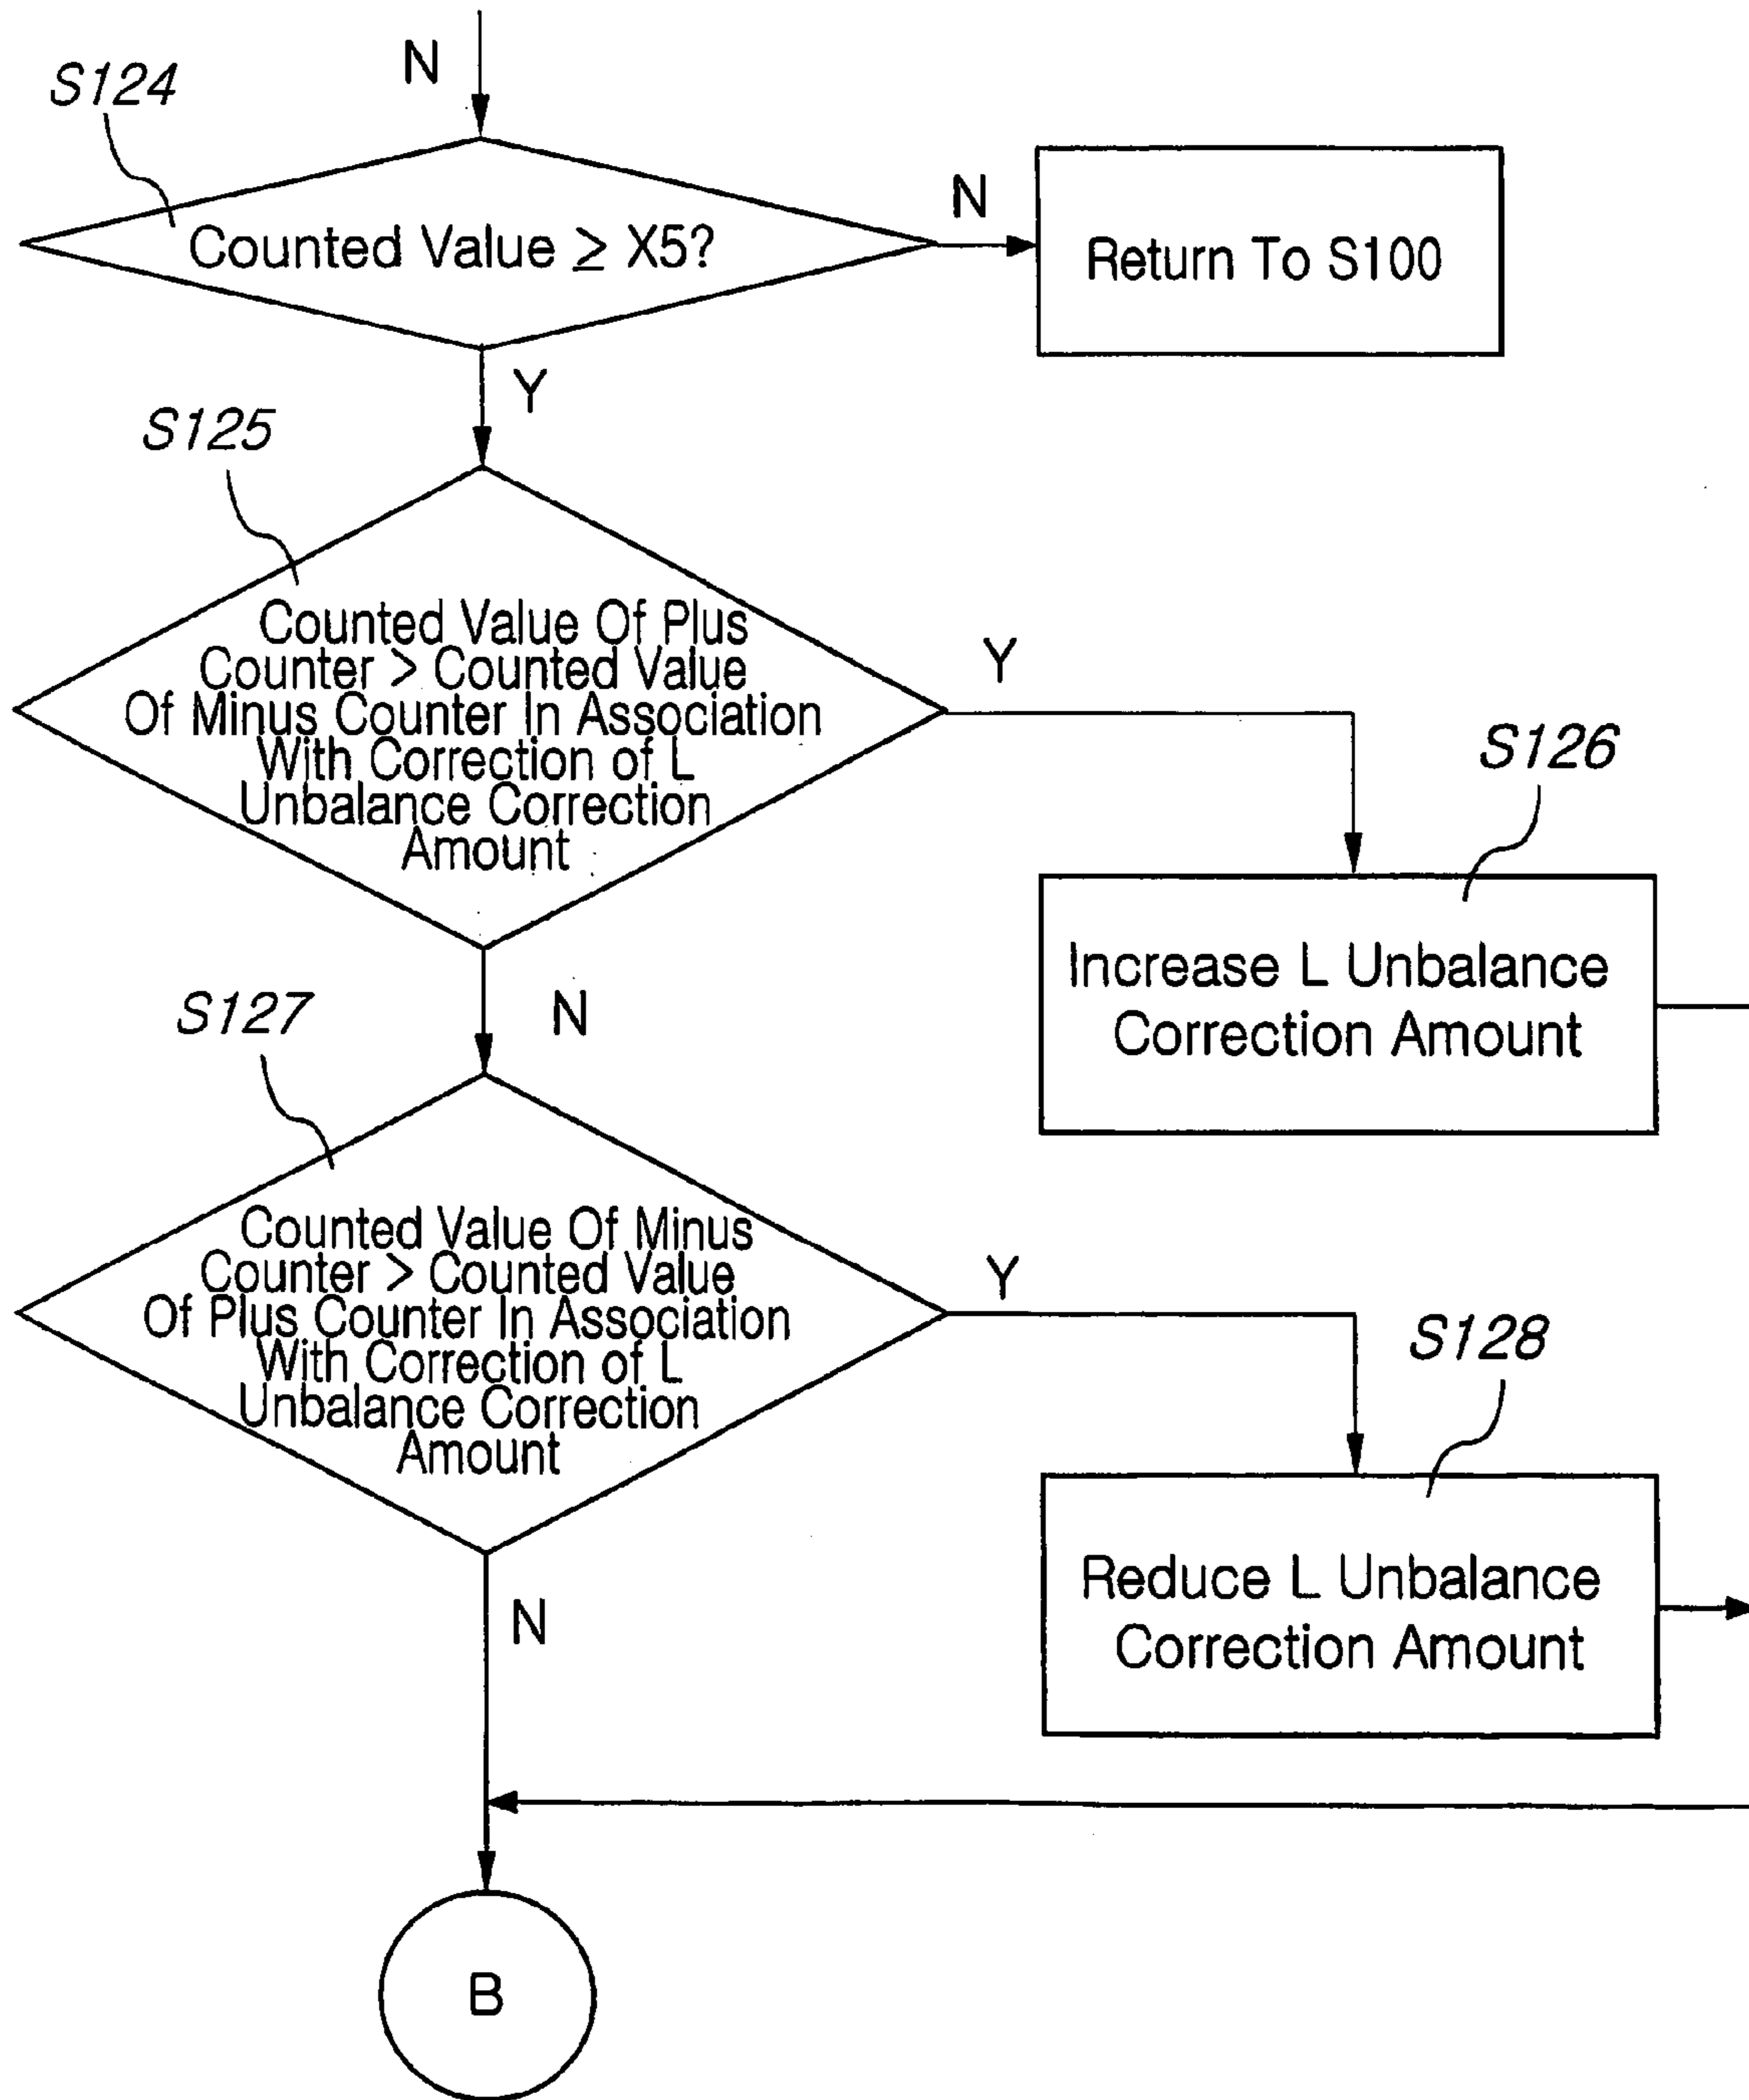 N
S124
Counted Value ≥ X5?
N
Return To S100
Y
S125
Counted Value Of Plus
Counter > Counted Value
Of Minus Counter In Association
With Correction of L
Unbalance Correction
Amount
Y
S126
Increase L Unbalance
Correction Amount
N
S127
Counted Value Of Minus
Counter > Counted Value
Of Plus Counter In Association
With Correction of L
Unbalance Correction
Amount
Y
S128
Reduce L Unbalance
Correction Amount
N
B